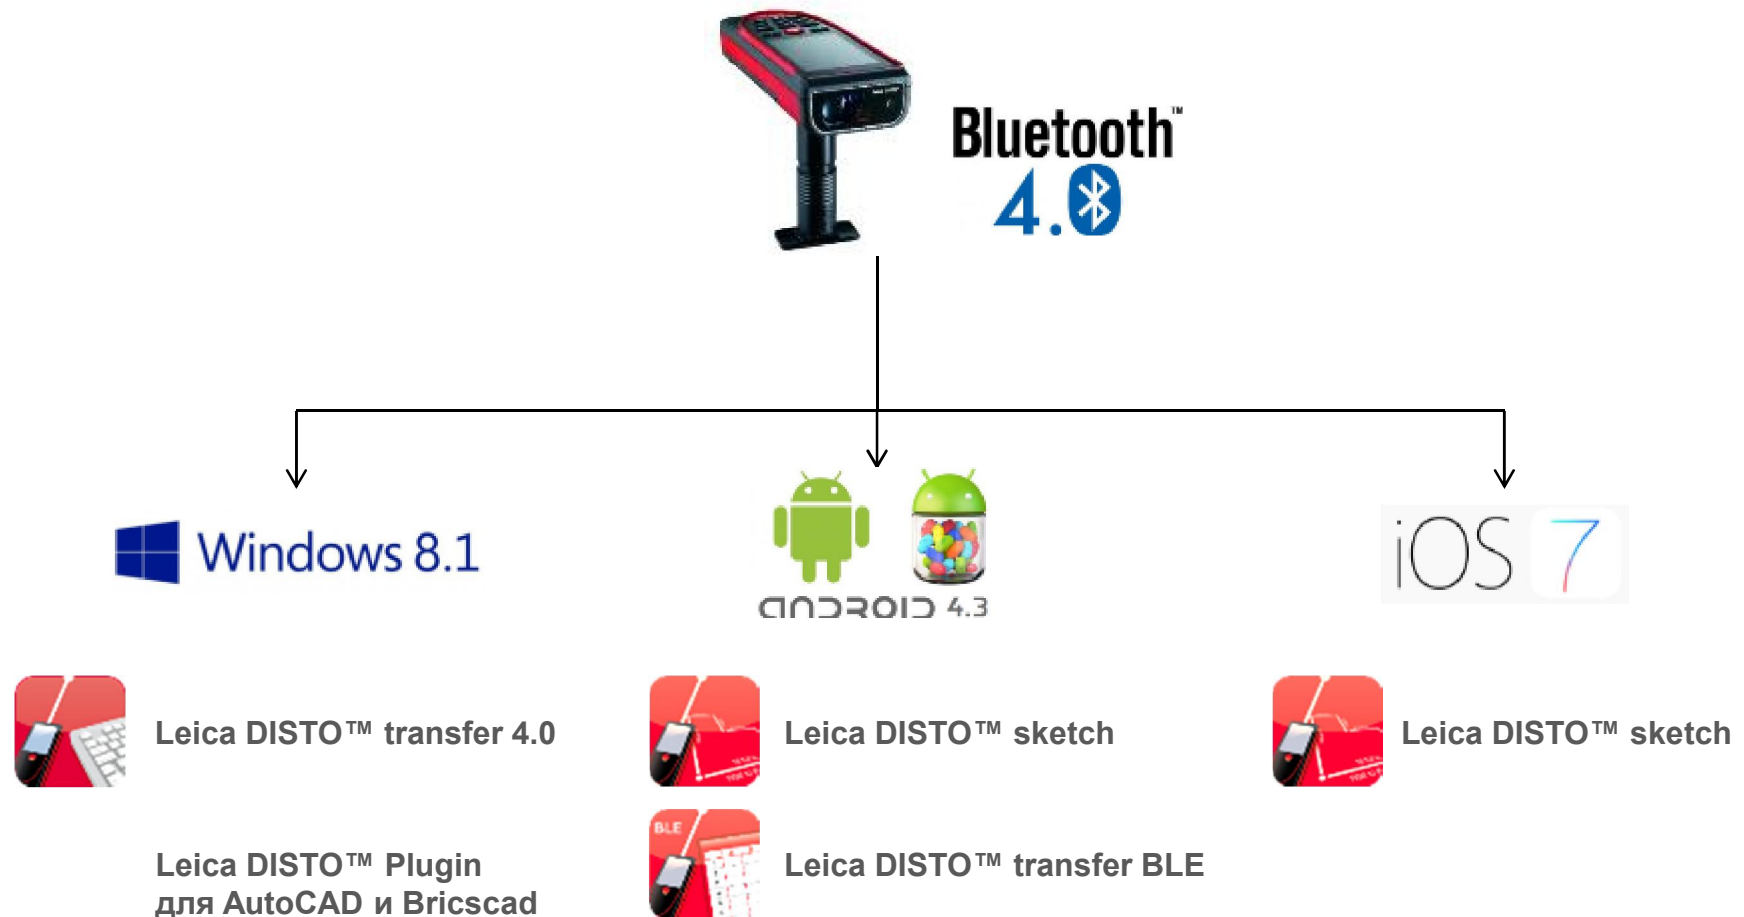 Bluetooth™
4.0
Windows 8.1
ANDROID 4.3
iOS 7
Leica DISTO™ transfer 4.0
Leica DISTO™ sketch
Leica DISTO™ sketch
BLE
Leica DISTO™ Plugin
для AutoCAD и Bricscad
Leica DISTO™ transfer BLE